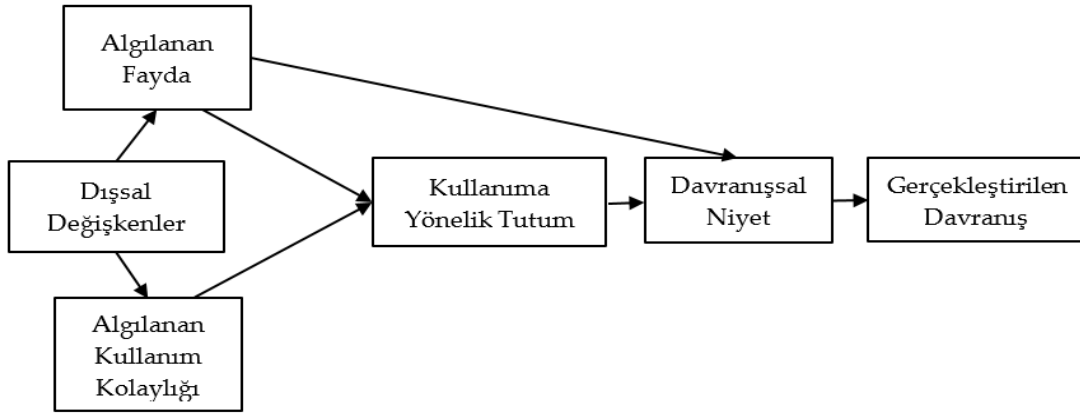 Algılanan
Fayda
Dışsal
Değişkenler
Algılanan
Kullanım
Kolaylığı
Kullanıma
Yönelik Tutum
Davranışsal
Niyet
Gerçekleştirilen
Davranış